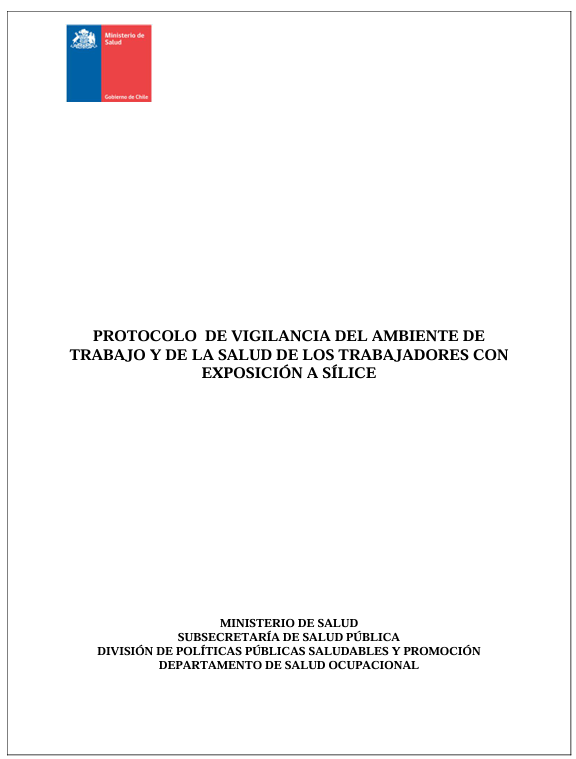 Ministerio de
Salud
Gobierno de Chile
PROTOCOLO DE VIGILANCIA DEL AMBIENTE DE
TRABAJO Y DE LA SALUD DE LOS TRABAJADORES CON
EXPOSICIÓN A SÍLICE
MINISTERIO DE SALUD
SUBSECRETARÍA DE SALUD PÚBLICA
DIVISIÓN DE POLÍTICAS PÚBLICAS SALUDABLES Y PROMOCIÓN
DEPARTAMENTO DE SALUD OCUPACIONAL